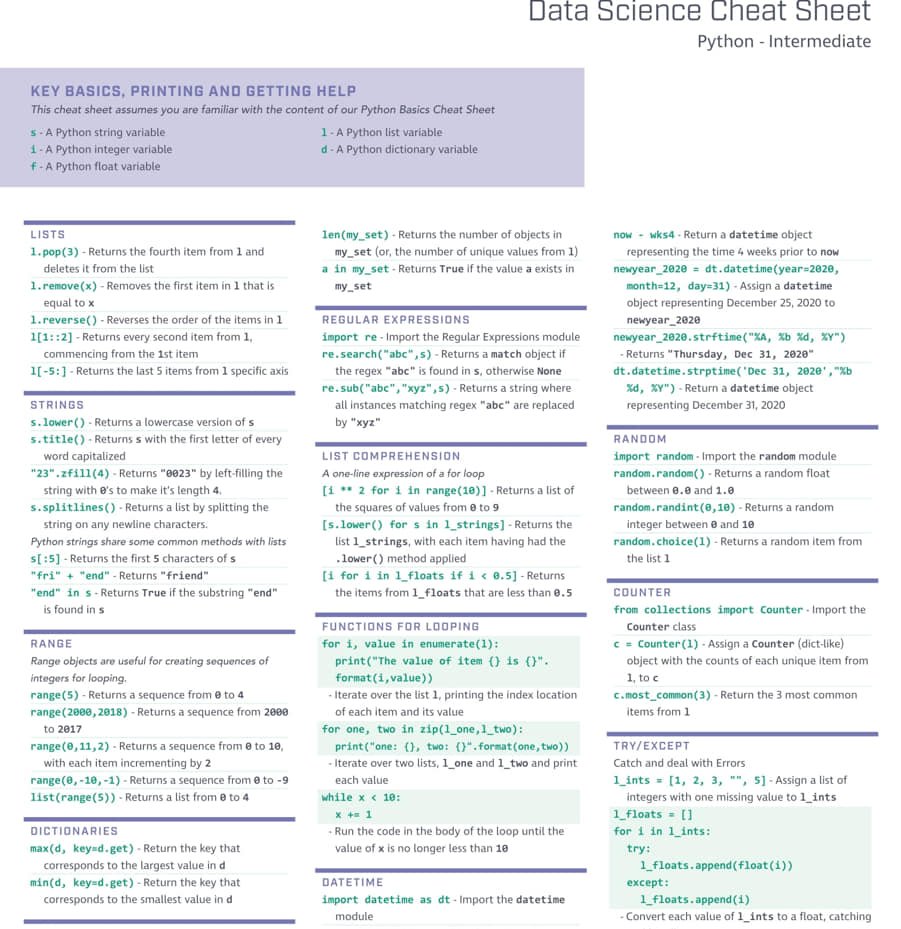 Data Science Cheat Sheet
Python - Intermediate
KEY BASICS, PRINTING AND GETTING HELP
This cheat sheet assumes you are familiar with the content of our Python Basics Cheat Sheet
s - A Python string variable
i - A Python integer variable
f - A Python float variable
l - A Python list variable
d - A Python dictionary variable
LISTS
l.pop(3) - Returns the fourth item from l and
deletes it from the list
l.remove(x) - Removes the first item in l that is
equal to x
l.reverse() - Reverses the order of the items in l
l[1::2] - Returns every second item from l,
commencing from the 1st item
l[-5:] - Returns the last 5 items from l specific axis
STRINGS
s.lower() - Returns a lowercase version of s
s.title() - Returns s with the first letter of every
word capitalized
"23".zfill(4) - Returns "0023" by left-filling the
string with 0's to make it's length 4.
s.splitlines() - Returns a list by splitting the
string on any newline characters.
Python strings share some common methods with lists
s[:5] - Returns the first 5 characters of s
"fri" + "end" - Returns "friend"
"end" in s - Returns True if the substring "end"
is found in s
RANGE
Range objects are useful for creating sequences of
integers for looping.
range(5) - Returns a sequence from 0 to 4
range(2000,2018) - Returns a sequence from 2000
to 2017
range(0,11,2) - Returns a sequence from 0 to 10,
with each item incrementing by 2
range(0,-10,-1) - Returns a sequence from 0 to -9
list(range(5)) - Returns a list from 0 to 4
DICTIONARIES
max(d, key=d.get) - Return the key that
corresponds to the largest value in d
min(d, key=d.get) - Return the key that
corresponds to the smallest value in d
len(my_set) - Returns the number of objects in
my_set (or, the number of unique values from l)
a in my_set - Returns True if the value a exists in
my_set
REGULAR EXPRESSIONS
import re - Import the Regular Expressions module
re.search("abc",s) - Returns a match object if
the regex "abc" is found in s, otherwise None
re.sub("abc","xyz",s) - Returns a string where
all instances matching regex "abc" are replaced
by "xyz"
LIST COMPREHENSION
A one-line expression of a for loop
[i ** 2 for i in range(10)] - Returns a list of
the squares of values from 0 to 9
[s.lower() for s in l_strings] - Returns the
list l_strings, with each item having had the
.lower() method applied
[i for i in l_floats if i < 0.5] - Returns
the items from l_floats that are less than 0.5
FUNCTIONS FOR LOOPING
for i, value in enumerate(l):
print("The value of item {} is {}".
format(i,value))
- Iterate over the list l, printing the index location
of each item and its value
for one, two in zip(l_one,l_two):
print("one: {}, two: {}".format(one,two))
- Iterate over two lists, l_one and l_two and print
each value
while x < 10:
x += 1
- Run the code in the body of the loop until the
value of x is no longer less than 10
DATETIME
import datetime as dt - Import the datetime
module
now - wks4 - Return a datetime object
representing the time 4 weeks prior to now
newyear_2020 = dt.datetime(year=2020,
month=12, day=31) - Assign a datetime
object representing December 25, 2020 to
newyear_2020
newyear_2020.strftime("%A, %b %d, %Y")
- Returns "Thursday, Dec 31, 2020"
dt.datetime.strptime('Dec 31, 2020',"%b
%d, %Y") - Return a datetime object
representing December 31, 2020
RANDOM
import random - Import the random module
random.random() - Returns a random float
between 0.0 and 1.0
random.randint(0,10) - Returns a random
integer between 0 and 10
random.choice(l) - Returns a random item from
the list l
COUNTER
from collections import Counter - Import the
Counter class
c = Counter(l) - Assign a Counter (dict-like)
object with the counts of each unique item from
l, to c
c.most_common(3) - Return the 3 most common
items from l
TRY/EXCEPT
Catch and deal with Errors
l_ints = [1, 2, 3, "", 5] - Assign a list of
integers with one missing value to l_ints
l_floats = []
for i in l_ints:
try:
l_floats.append(float(i))
except:
l_floats.append(i)
- Convert each value of l_ints to a float, catching